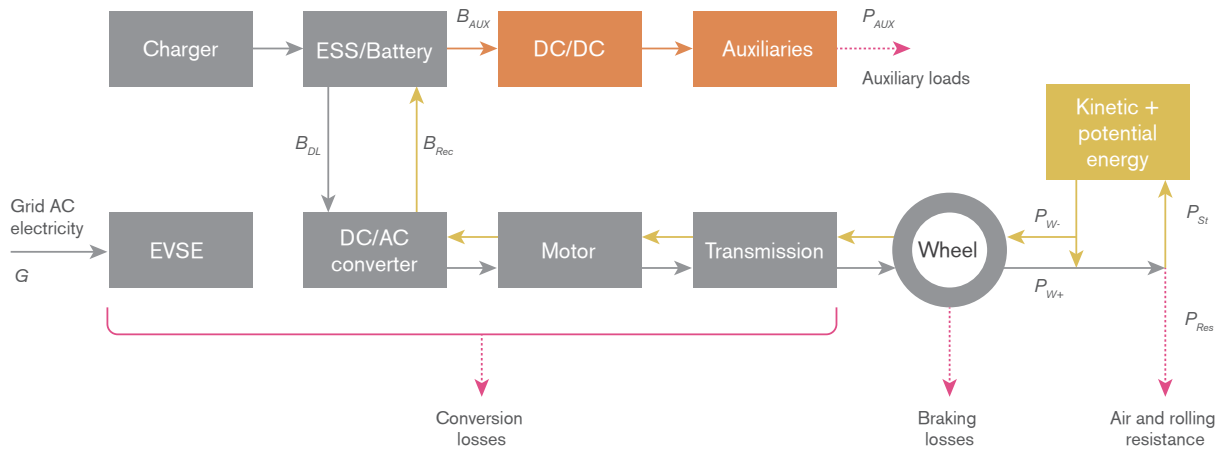 B_AUX
P_AUX
Charger
ESS/Battery
DC/DC
Auxiliaries
Auxiliary loads
Kinetic +
potential
energy
B_DL
B_Rec
Grid AC
electricity
G
EVSE
DC/AC
converter
Motor
Transmission
Wheel
P_W-
P_St
P_W+
P_Res
Conversion
losses
Braking
losses
Air and rolling
resistance